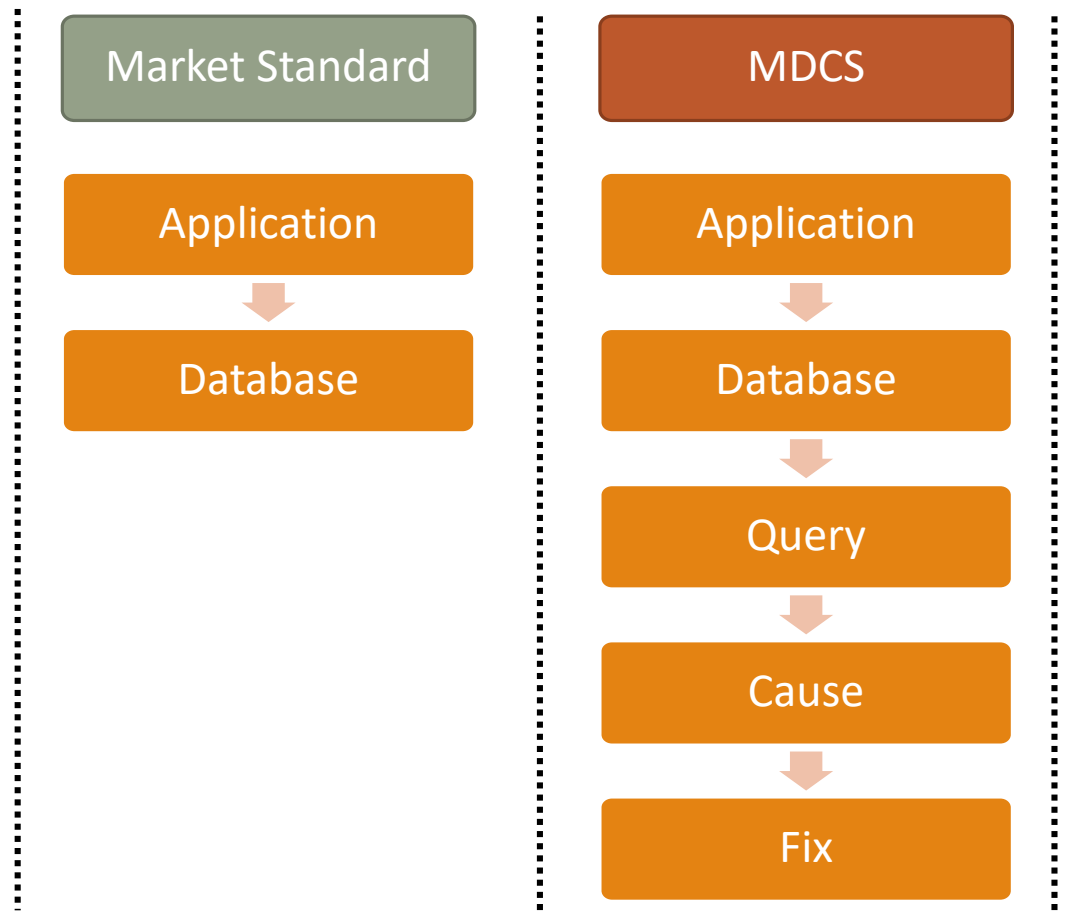 Market Standard
Application
Database
MDCS
Application
Database
Query
Cause
Fix